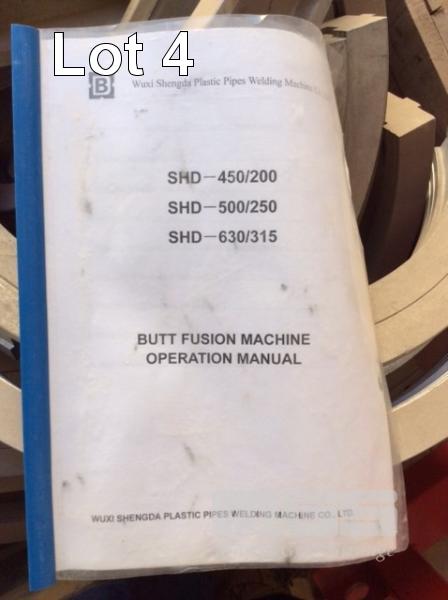 Lot 4
B
Wuxi Shengda Plastic Pipes Welding Machine
SHD－450/200
SHD－500/250
SHD－630/315
BUTT FUSION MACHINE
OPERATION MANUAL
WUXI SHENGDA PLASTIC PIPES WELDING MACHINE CO., LTD.